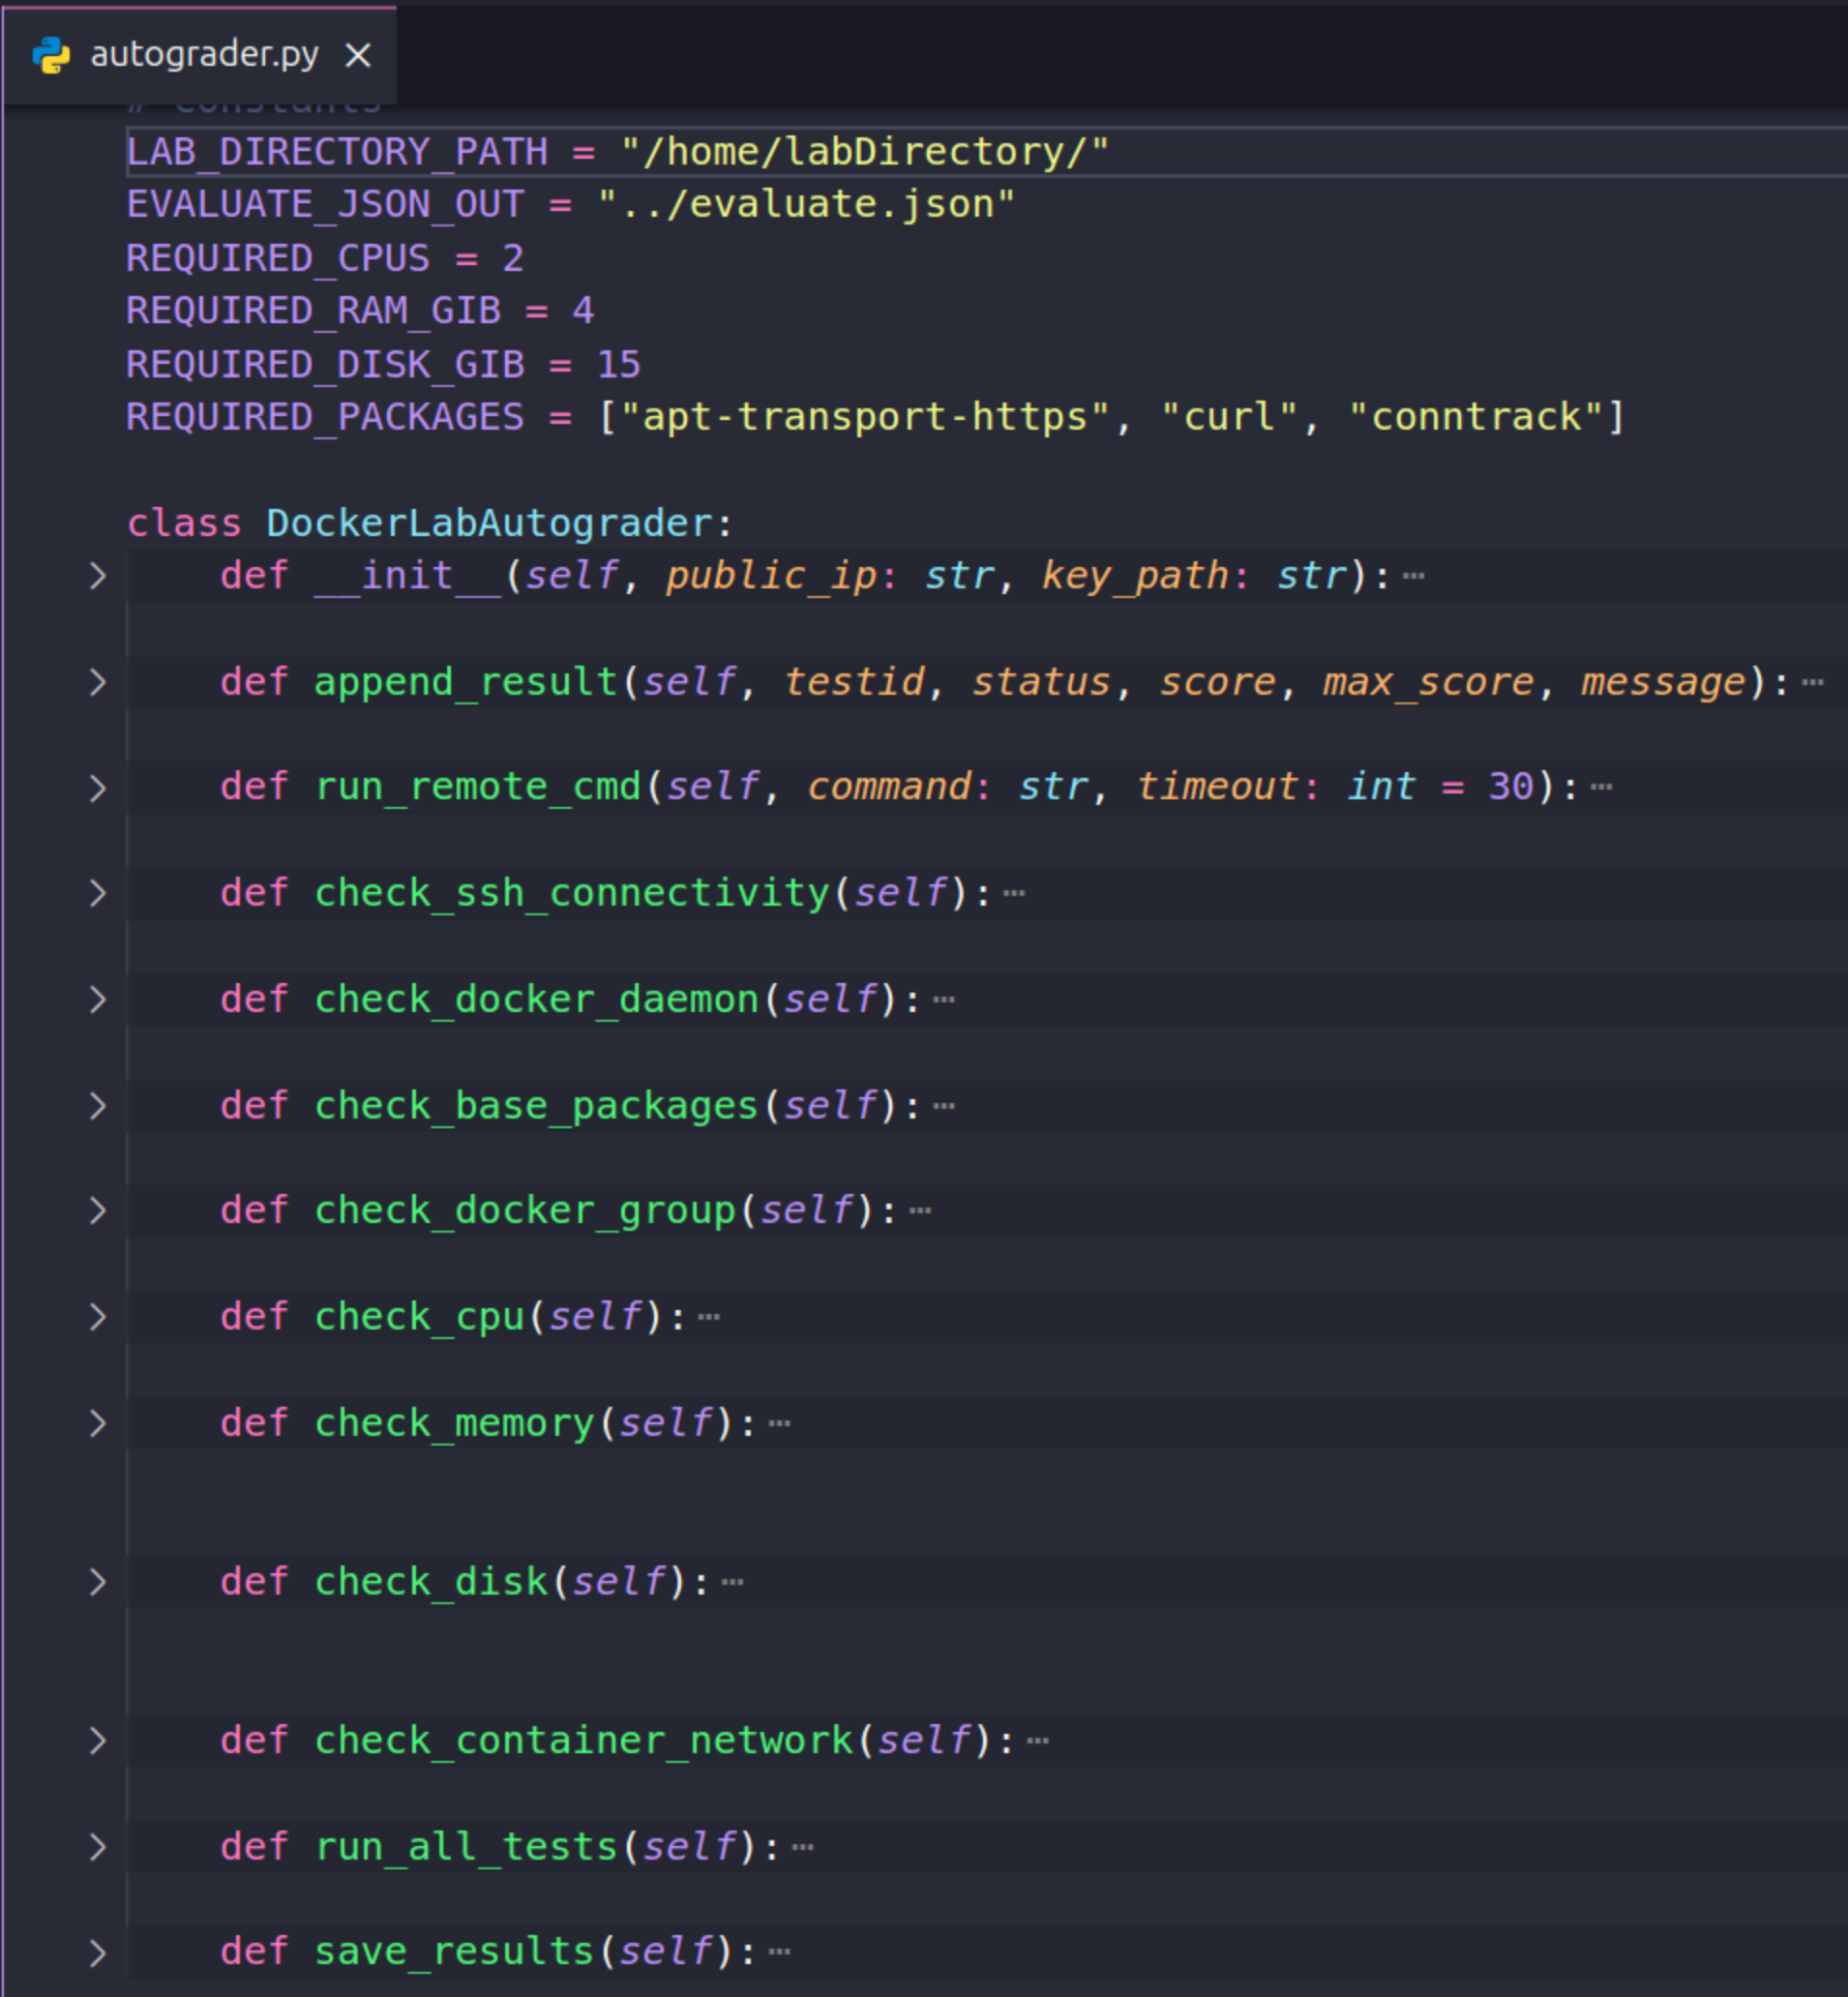 autograder.py
# Constants
LAB_DIRECTORY_PATH = "/home/labDirectory/"
EVALUATE_JSON_OUT = "../evaluate.json"
REQUIRED_CPUS = 2
REQUIRED_RAM_GIB = 4
REQUIRED_DISK_GIB = 15
REQUIRED_PACKAGES = ["apt-transport-https", "curl", "conntrack"]
class DockerLabAutograder:
def __init__(self, public_ip: str, key_path: str):…
def append_result(self, testid, status, score, max_score, message):…
def run_remote_cmd(self, command: str, timeout: int = 30):…
def check_ssh_connectivity(self):…
def check_docker_daemon(self):…
def check_base_packages(self):…
def check_docker_group(self):…
def check_cpu(self):…
def check_memory(self):…
def check_disk(self):…
def check_container_network(self):…
def run_all_tests(self):…
def save_results(self):…